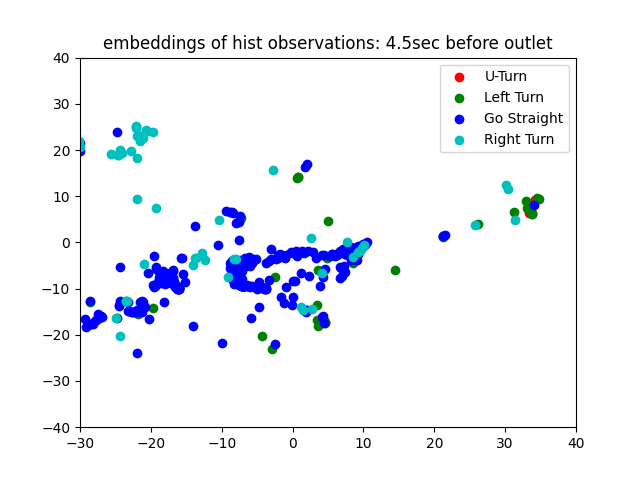 embeddings of hist observations: 4.5sec before outlet
U-Turn
Left Turn
Go Straight
Right Turn
40
30
20
10
0
−10
−20
−30
−40
−30 −20 −10 0 10 20 30 40